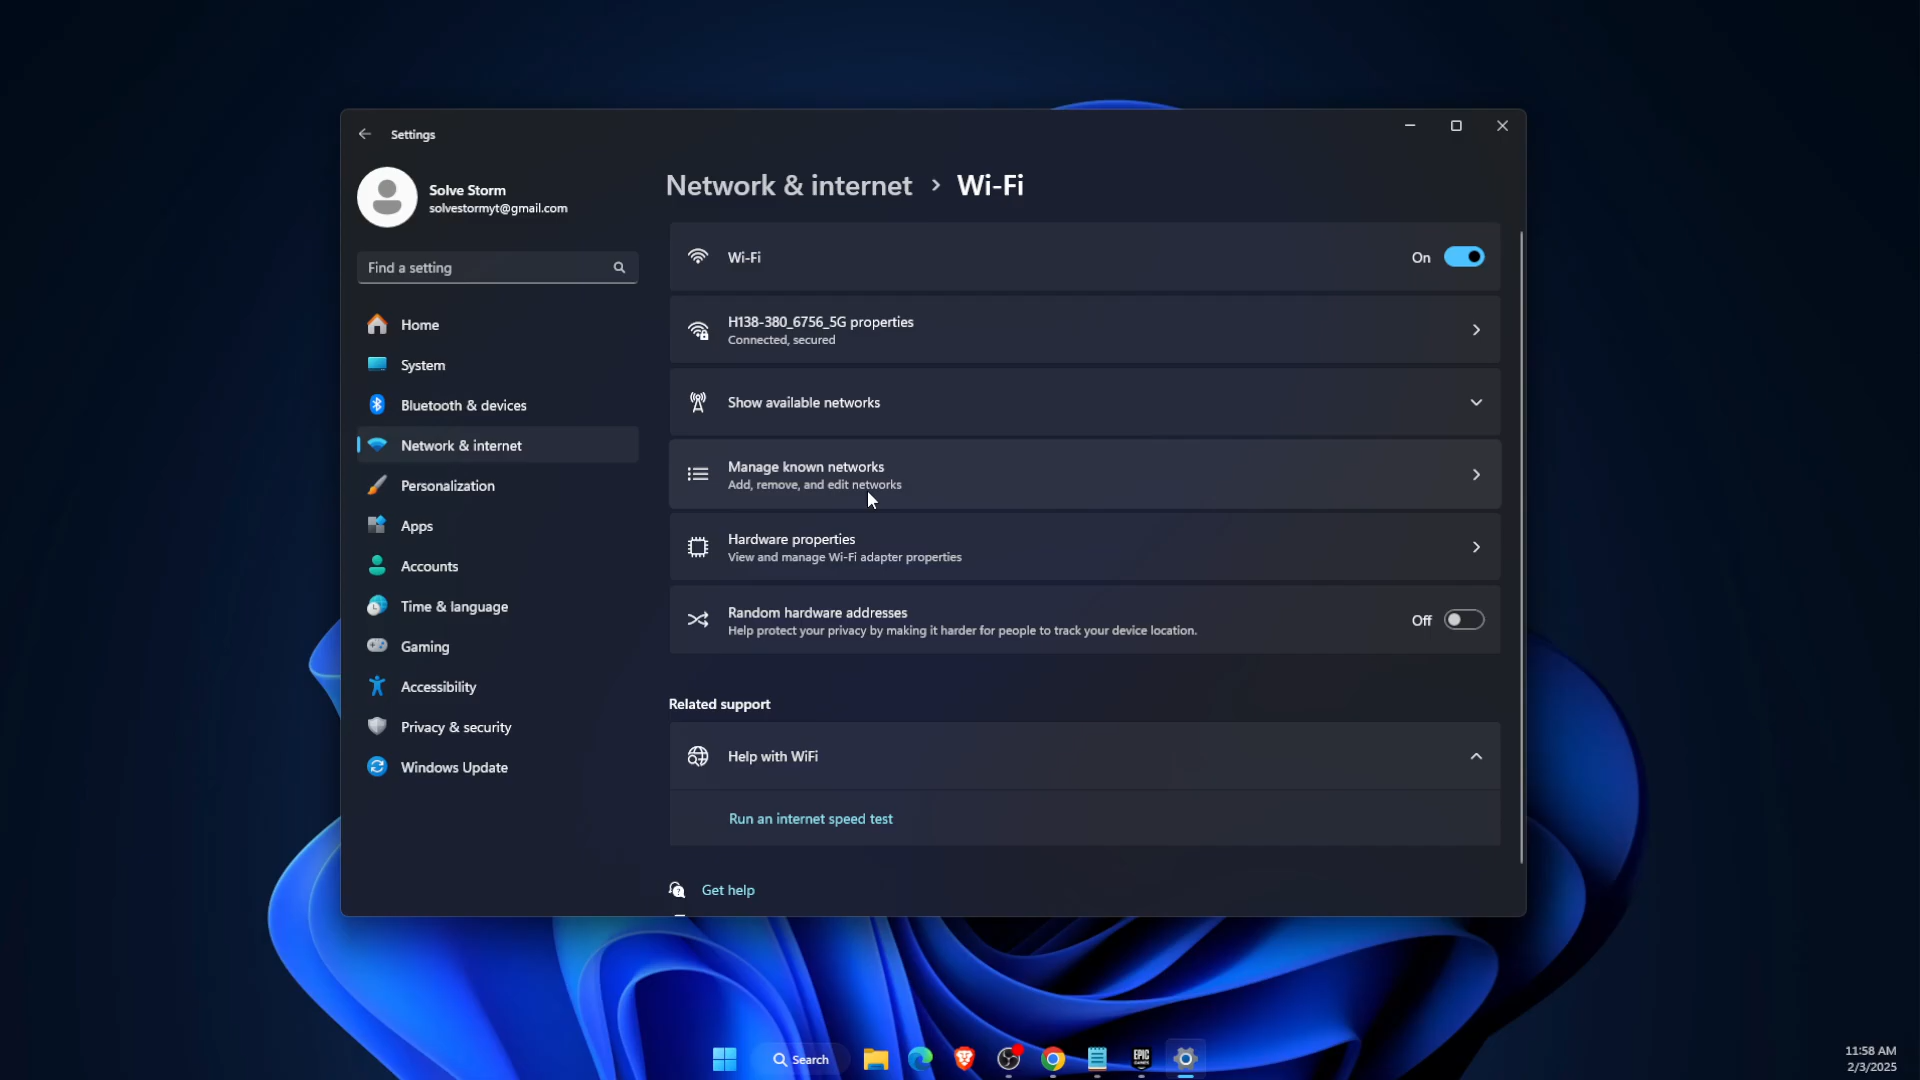 Settings
Solve Storm
solvestormyt@gmail.com
Find a setting
Home
System
Bluetooth & devices
Network & internet
Personalization
Apps
Accounts
Time & language
Gaming
Accessibility
Privacy & security
Windows Update
Network & internet > Wi-Fi
Wi-Fi
On
H138-380_6756_5G properties
Connected, secured
Show available networks
Manage known networks
Add, remove, and edit networks
Hardware properties
View and manage Wi-Fi adapter properties
Random hardware addresses
Help protect your privacy by making it harder for people to track your device location.
Off
Related support
Help with WiFi
Run an internet speed test
Get help
Search
EPIC
GAMES
11:58 AM
2/3/2025